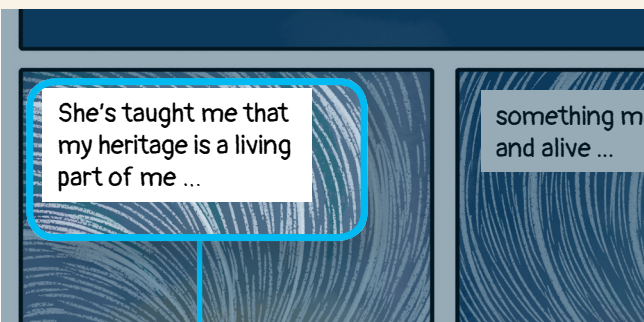 She's taught me that
my heritage is a living
part of me ...
something
and alive ...